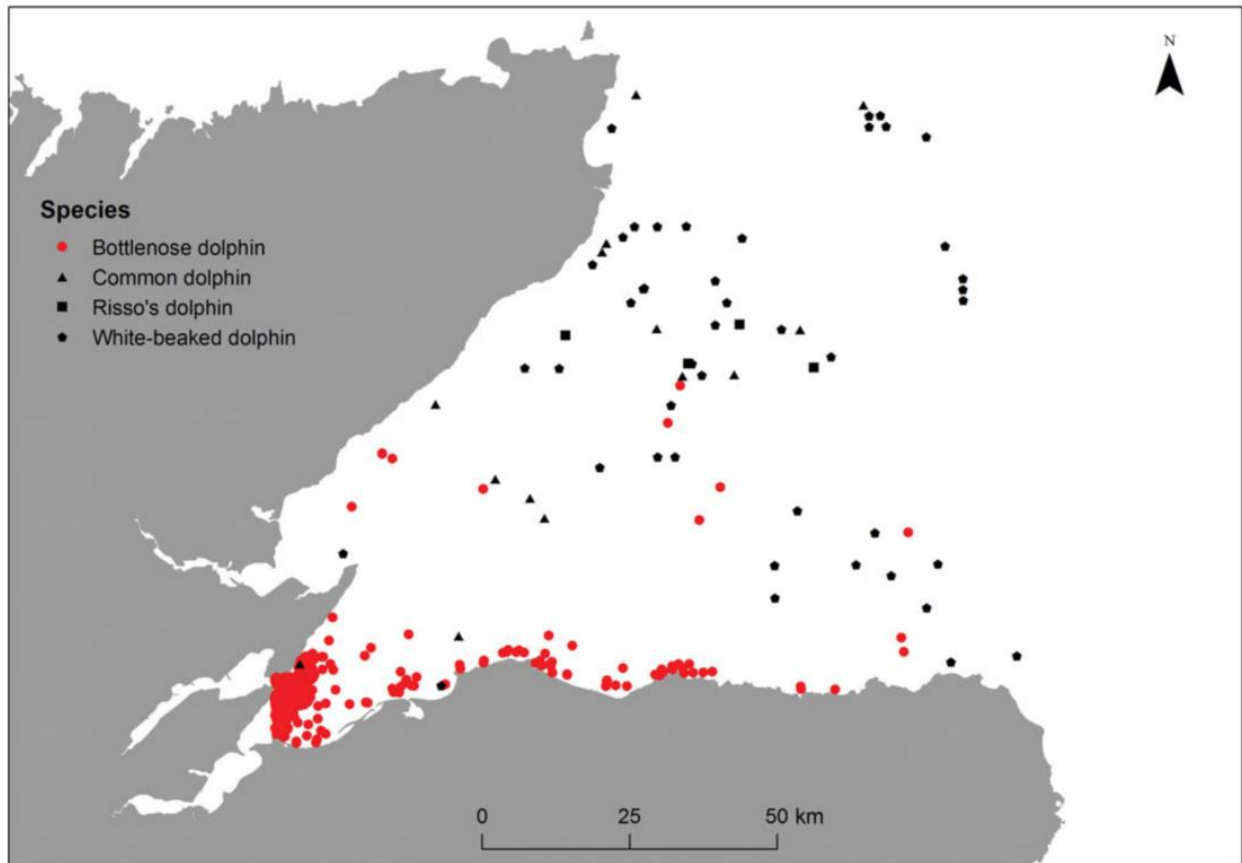 N
Species
Bottlenose dolphin
Common dolphin
Risso's dolphin
White-beaked dolphin
0 25 50 km